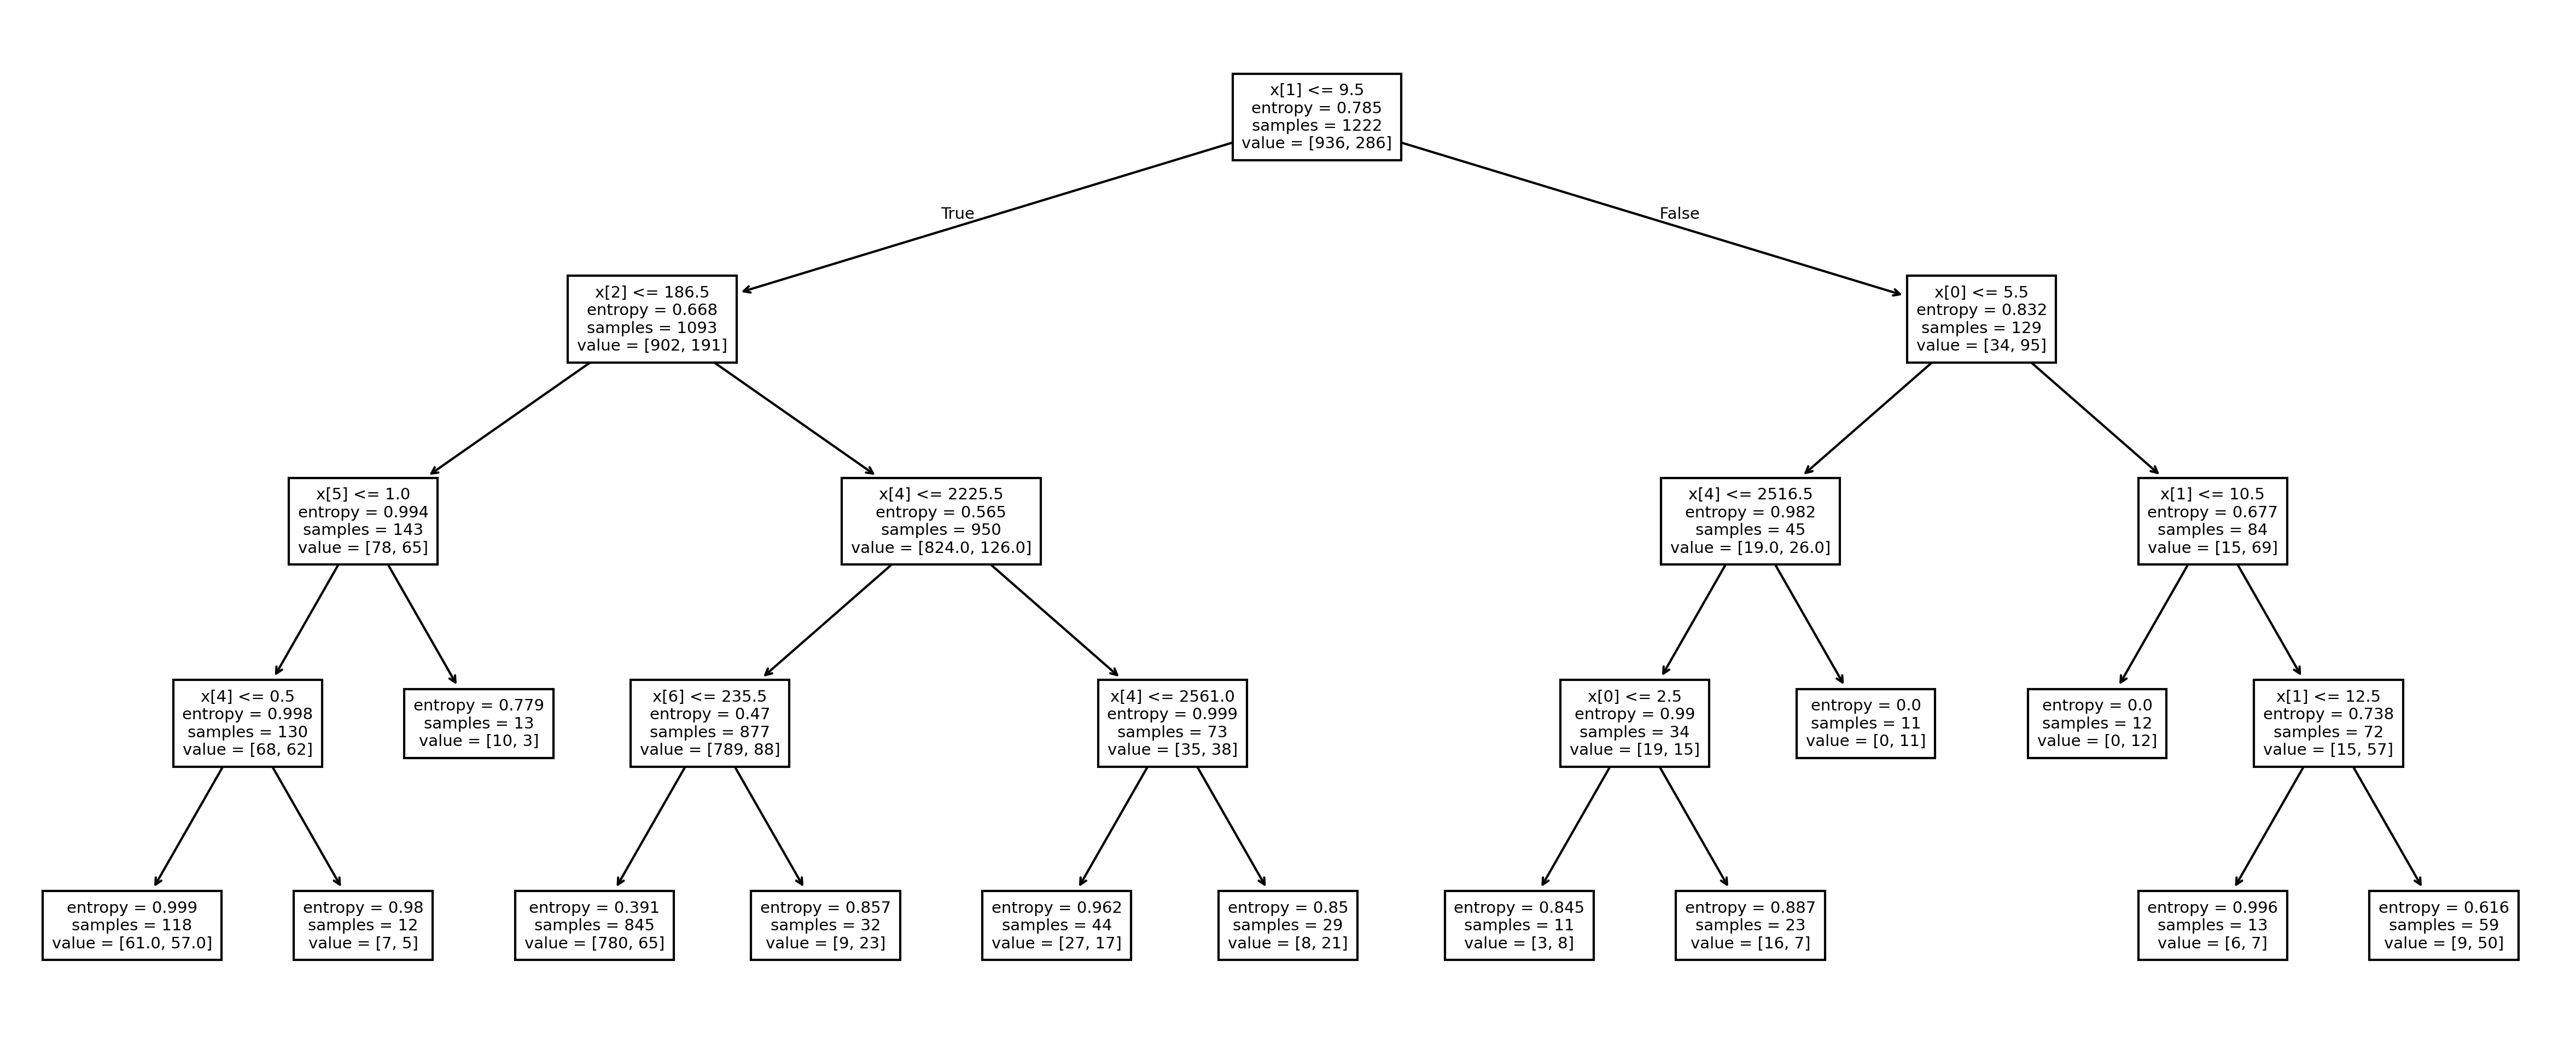 x[1] <= 9.5
entropy = 0.785
samples = 1222
value = [936, 286]
True
False
x[2] <= 186.5
entropy = 0.668
samples = 1093
value = [902, 191]
x[0] <= 5.5
entropy = 0.832
samples = 129
value = [34, 95]
x[5] <= 1.0
entropy = 0.994
samples = 143
value = [78, 65]
x[4] <= 2225.5
entropy = 0.565
samples = 950
value = [824.0, 126.0]
x[4] <= 2516.5
entropy = 0.982
samples = 45
value = [19.0, 26.0]
x[1] <= 10.5
entropy = 0.677
samples = 84
value = [15, 69]
x[4] <= 0.5
entropy = 0.998
samples = 130
value = [68, 62]
entropy = 0.779
samples = 13
value = [10, 3]
x[6] <= 235.5
entropy = 0.47
samples = 877
value = [789, 88]
x[4] <= 2561.0
entropy = 0.999
samples = 73
value = [35, 38]
x[0] <= 2.5
entropy = 0.99
samples = 34
value = [19, 15]
entropy = 0.0
samples = 11
value = [0, 11]
entropy = 0.0
samples = 12
value = [0, 12]
x[1] <= 12.5
entropy = 0.738
samples = 72
value = [15, 57]
entropy = 0.999
samples = 118
value = [61.0, 57.0]
entropy = 0.98
samples = 12
value = [7, 5]
entropy = 0.391
samples = 845
value = [780, 65]
entropy = 0.857
samples = 32
value = [9, 23]
entropy = 0.962
samples = 44
value = [27, 17]
entropy = 0.85
samples = 29
value = [8, 21]
entropy = 0.845
samples = 11
value = [3, 8]
entropy = 0.887
samples = 23
value = [16, 7]
entropy = 0.996
samples = 13
value = [6, 7]
entropy = 0.616
samples = 59
value = [9, 50]